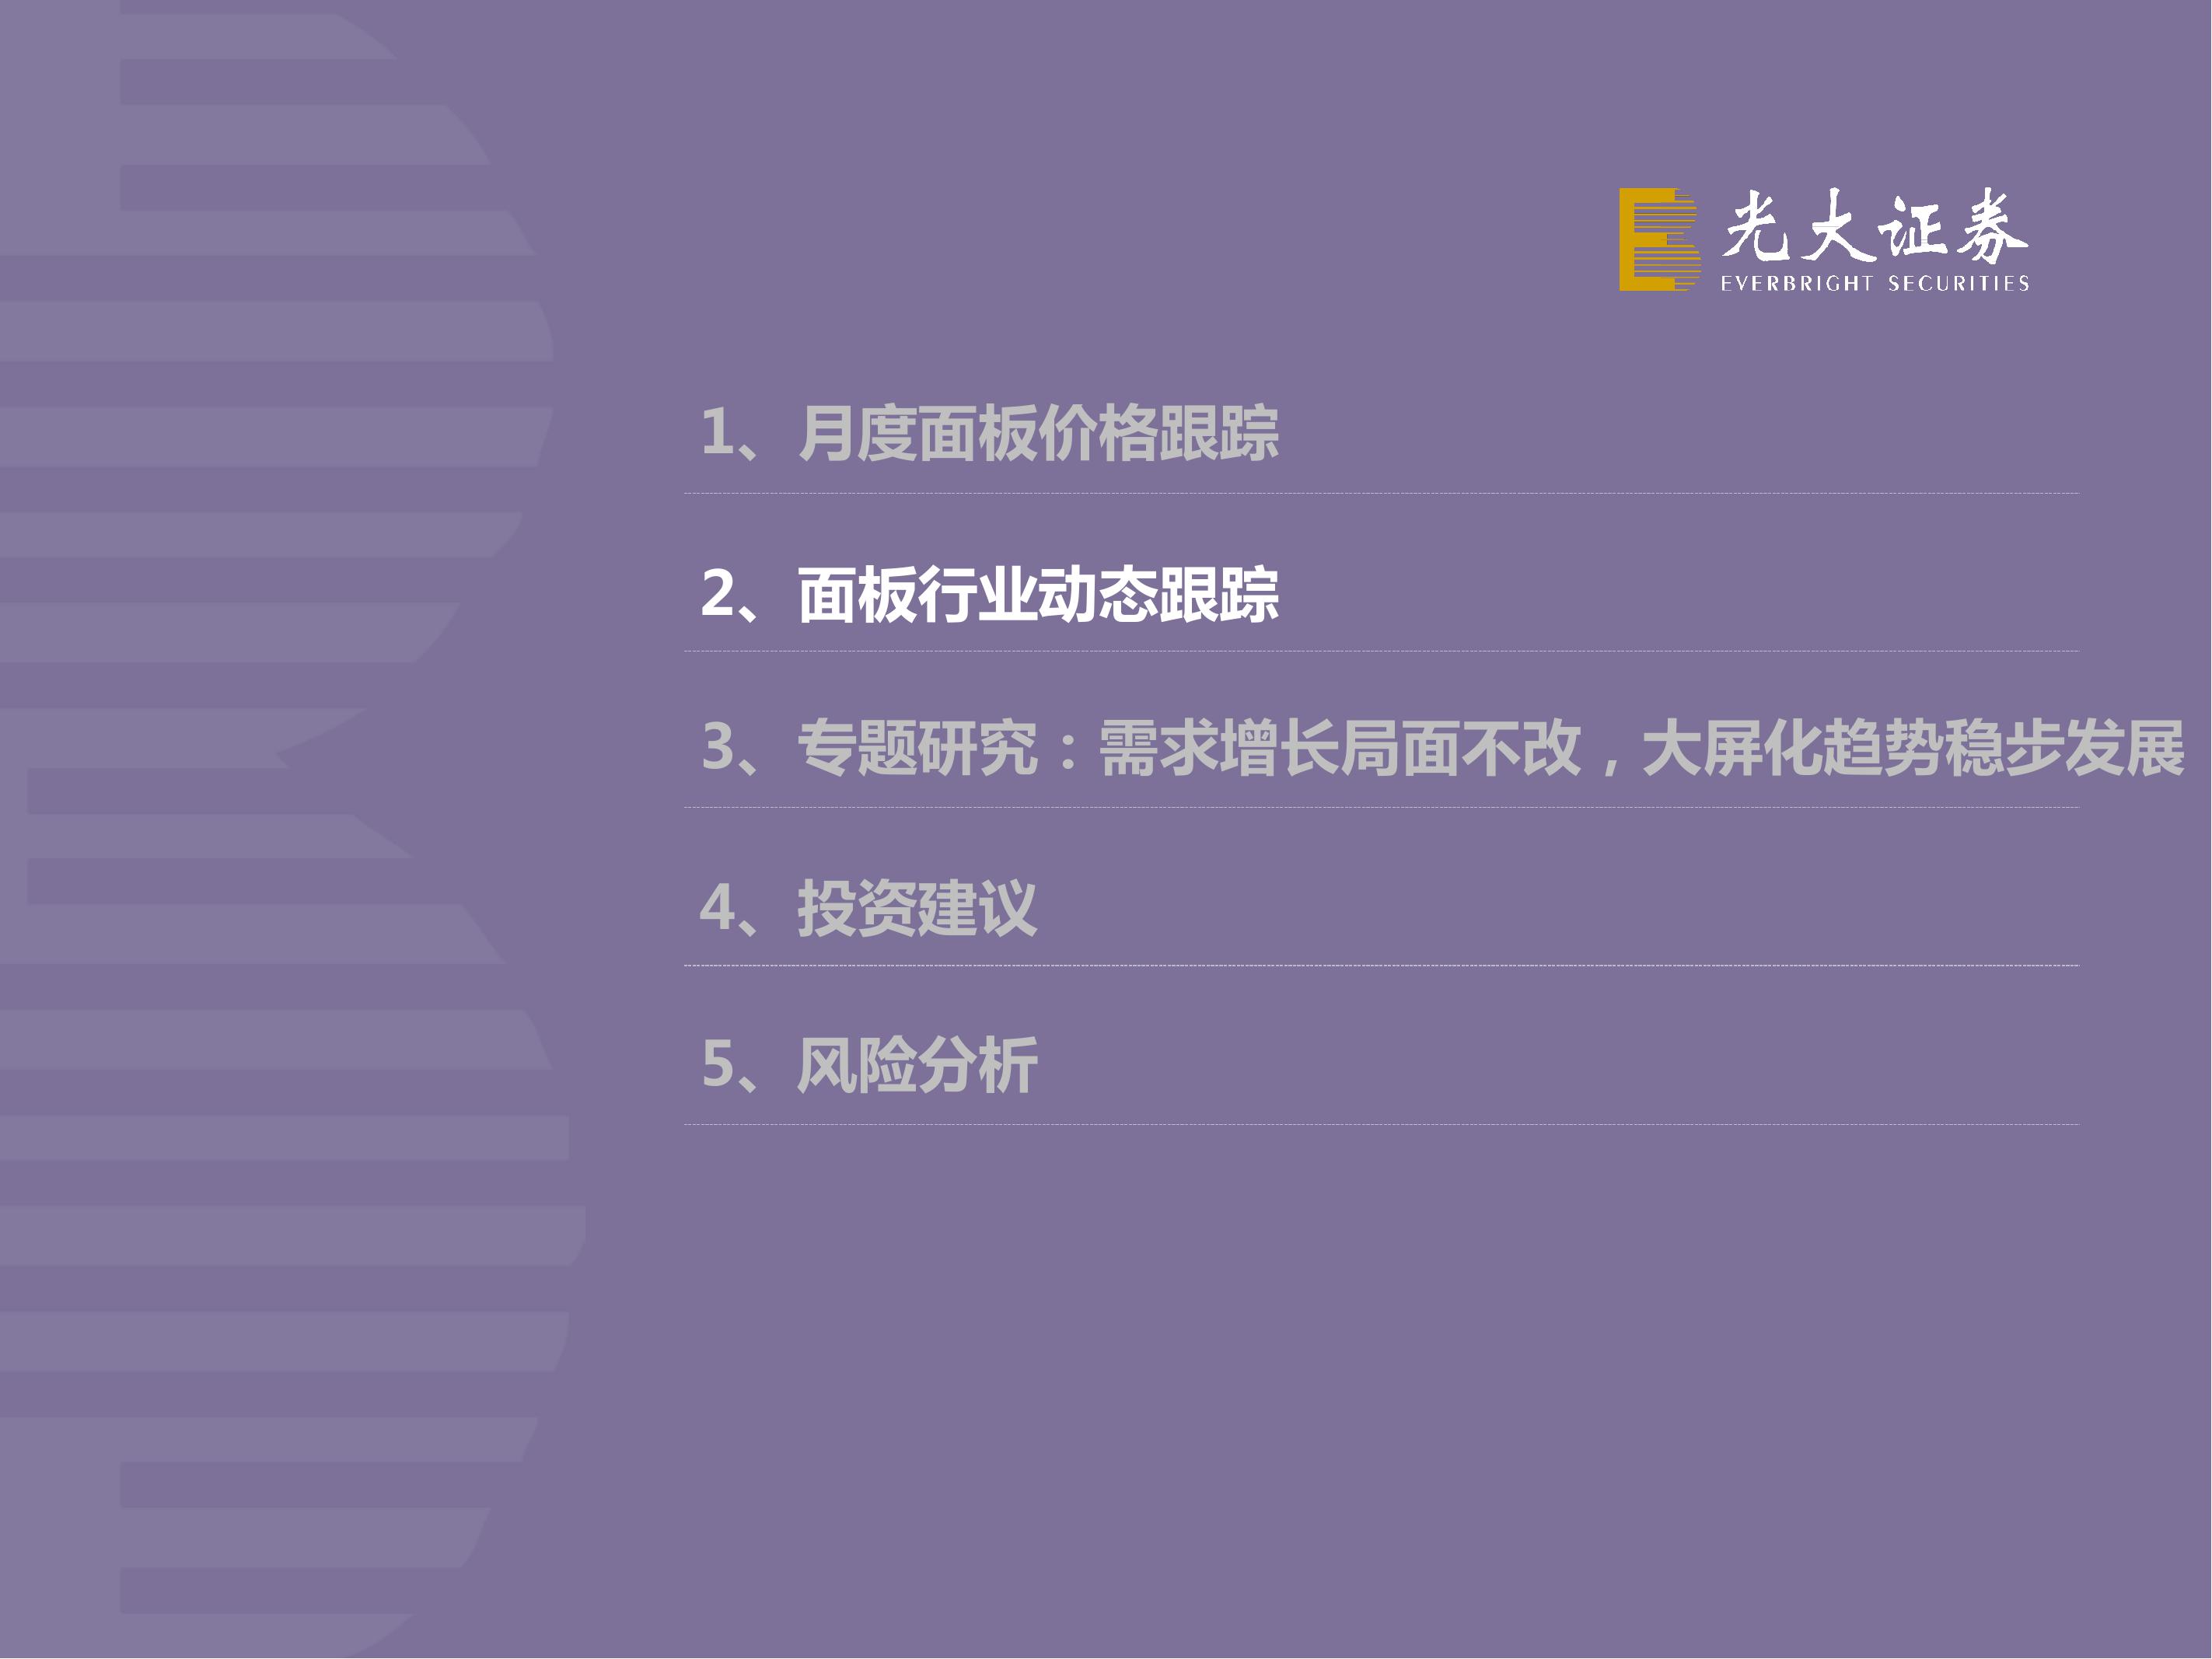 光大证券
EVERBRIGHT SECURITIES
1、月度面板价格跟踪
2、面板行业动态跟踪
3、专题研究：需求增长局面不改，大屏化趋势稳步发展
4、投资建议
5、风险分析